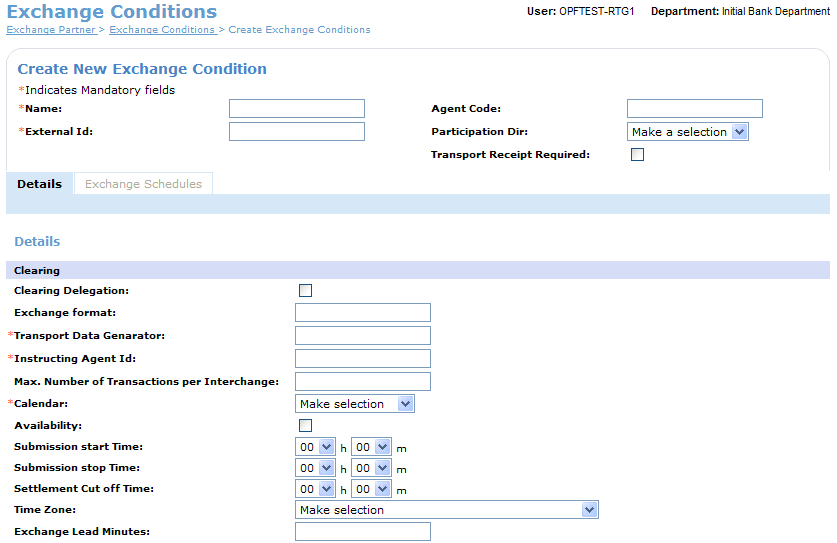 Exchange Conditions
User: OPFTEST-RTG1 Department: Initial Bank Department
Exchange Partner > Exchange Conditions > Create Exchange Conditions
Create New Exchange Condition
*Indicates Mandatory fields
*Name: Agent Code:
*External Id: Participation Dir: Make a selection
Transport Receipt Required:
Details Exchange Schedules
Details
Clearing
Clearing Delegation:
Exchange format:
*Transport Data Genarator:
*Instructing Agent Id:
Max. Number of Transactions per Interchange:
*Calendar: Make selection
Availability:
Submission start Time: 00 h 00 m
Submission stop Time: 00 h 00 m
Settlement Cut off Time: 00 h 00 m
Time Zone: Make selection
Exchange Lead Minutes: